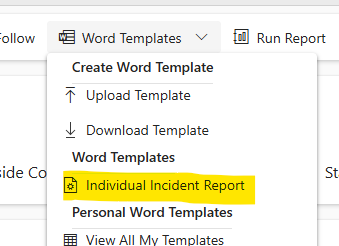 Follow
Word Templates
Run Report
Create Word Template
Upload Template
Download Template
side Co
Word Templates
St
Individual Incident Report
Personal Word Templates
View All My Templates